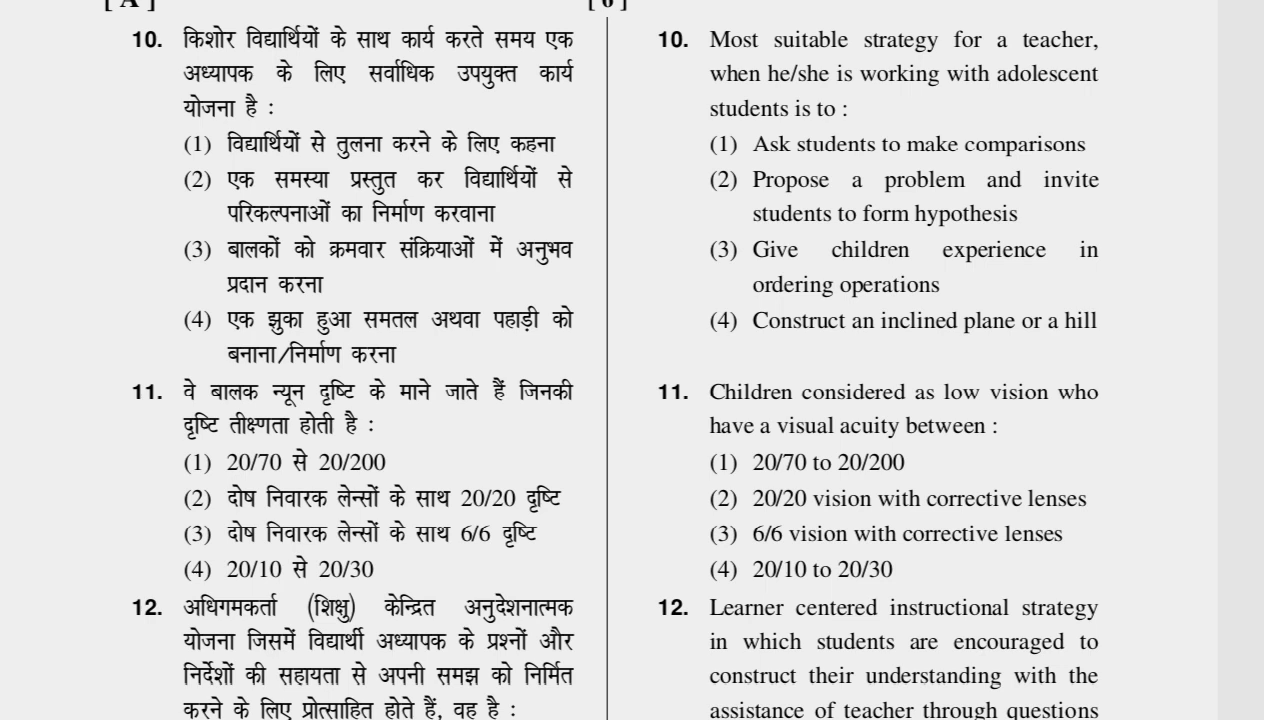 [ A ]
[ 6 ]
10. किशोर विद्यार्थियों के साथ कार्य करते समय एक
अध्यापक के लिए सर्वाधिक उपयुक्त कार्य
योजना है :
(1) विद्यार्थियों से तुलना करने के लिए कहना
(2) एक समस्या प्रस्तुत कर विद्यार्थियों से
परिकल्पनाओं का निर्माण करवाना
(3) बालकों को क्रमवार संक्रियाओं में अनुभव
प्रदान करना
(4) एक झुका हुआ समतल अथवा पहाड़ी को
बनाना/निर्माण करना
11. वे बालक न्यून दृष्टि के माने जाते हैं जिनकी
दृष्टि तीक्ष्णता होती है :
(1) 20/70 से 20/200
(2) दोष निवारक लेन्सों के साथ 20/20 दृष्टि
(3) दोष निवारक लेन्सों के साथ 6/6 दृष्टि
(4) 20/10 से 20/30
12. अधिगमकर्ता (शिक्षु) केन्द्रित अनुदेशनात्मक
योजना जिसमें विद्यार्थी अध्यापक के प्रश्नों और
निर्देशों की सहायता से अपनी समझ को निर्मित
करने के लिए प्रोत्साहित होते हैं, वह है :
10. Most suitable strategy for a teacher,
when he/she is working with adolescent
students is to :
(1) Ask students to make comparisons
(2) Propose a problem and invite
students to form hypothesis
(3) Give children experience in
ordering operations
(4) Construct an inclined plane or a hill
11. Children considered as low vision who
have a visual acuity between :
(1) 20/70 to 20/200
(2) 20/20 vision with corrective lenses
(3) 6/6 vision with corrective lenses
(4) 20/10 to 20/30
12. Learner centered instructional strategy
in which students are encouraged to
construct their understanding with the
assistance of teacher through questions